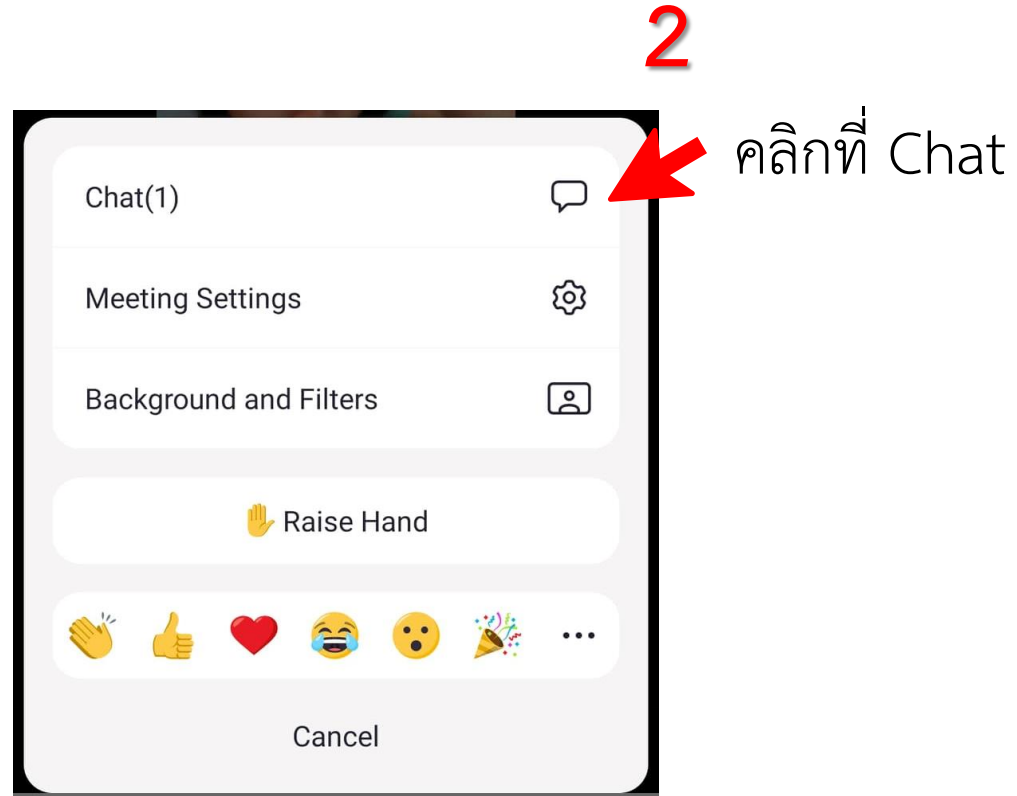 2
คลิกที่ Chat
Chat(1)
Meeting Settings
Background and Filters
Raise Hand
Cancel